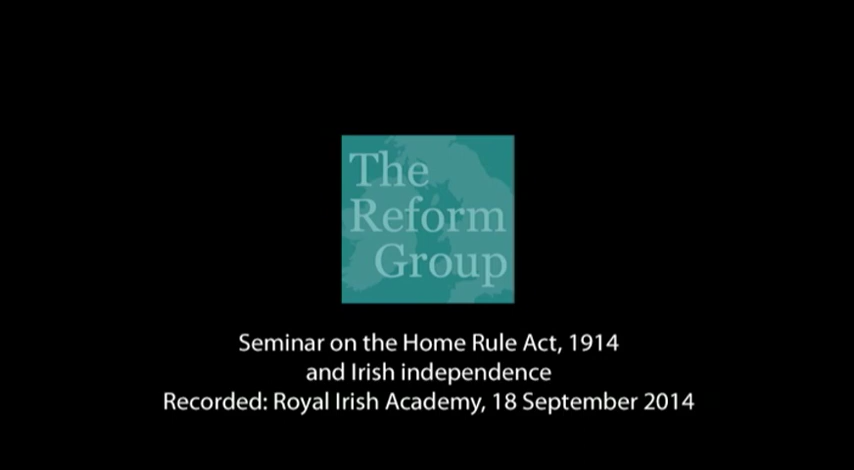 The
Reform
Group
Seminar on the Home Rule Act, 1914
and Irish independence
Recorded: Royal Irish Academy, 18 September 2014